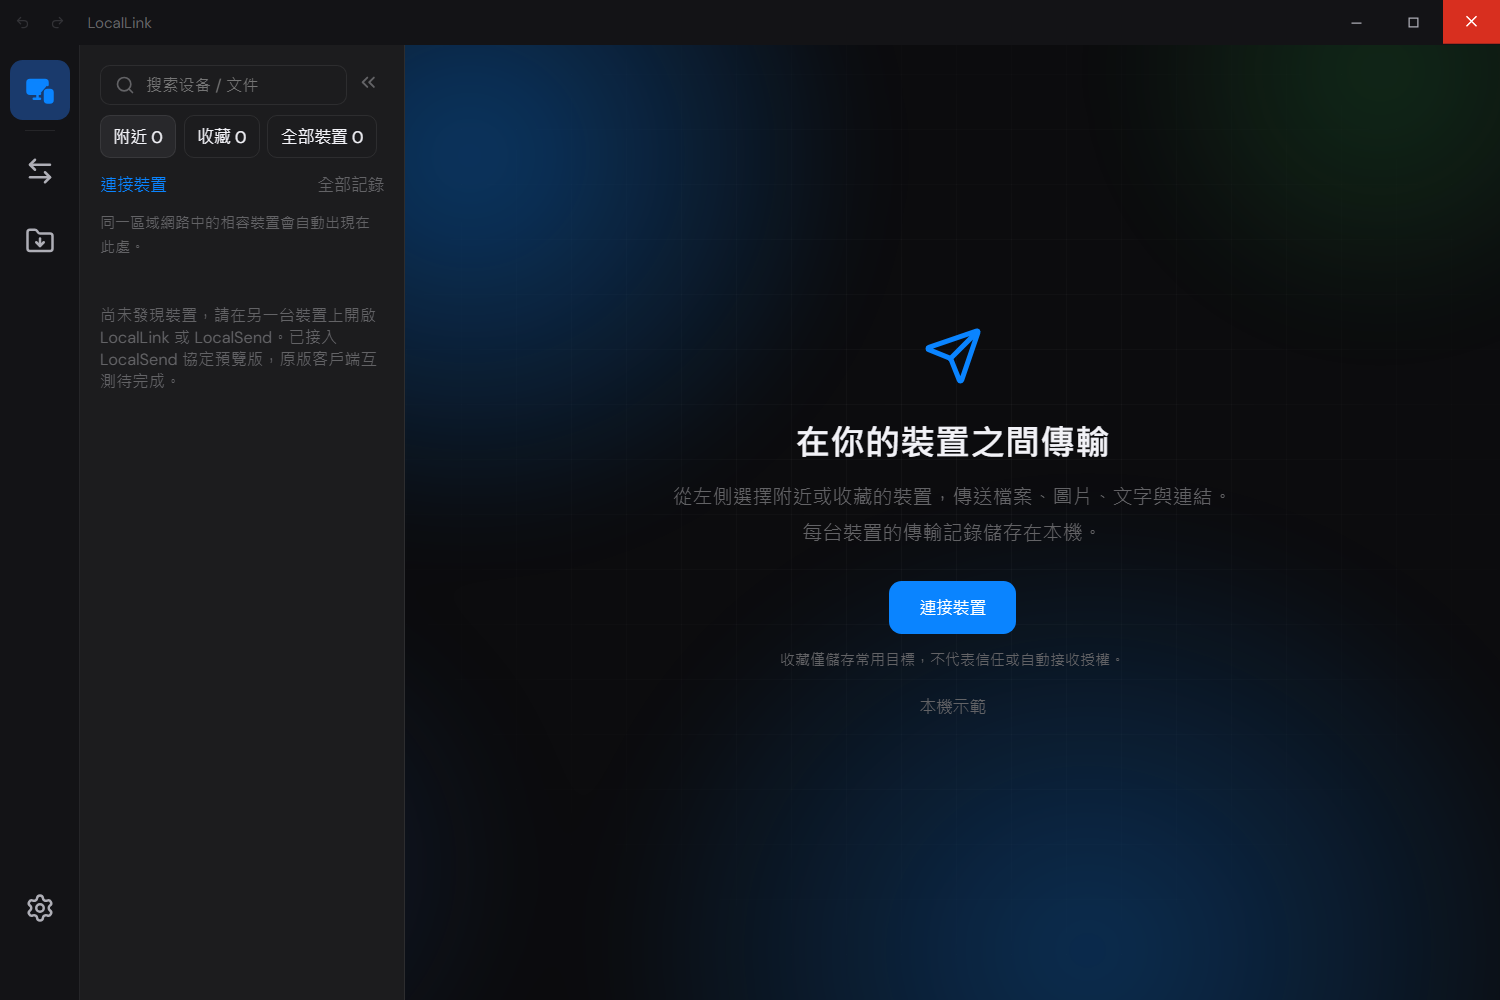 LocalLink
搜索设备 / 文件
附近 0
收藏 0
全部裝置 0
連接裝置
全部記錄
同一區域網路中的相容裝置會自動出現在
此處。
尚未發現裝置，請在另一台裝置上開啟
LocalLink 或 LocalSend。已接入
LocalSend 協定預覽版，原版客戶端互
測待完成。
在你的裝置之間傳輸
從左側選擇附近或收藏的裝置，傳送檔案、圖片、文字與連結。
每台裝置的傳輸記錄儲存在本機。
連接裝置
收藏僅儲存常用目標，不代表信任或自動接收授權。
本機示範